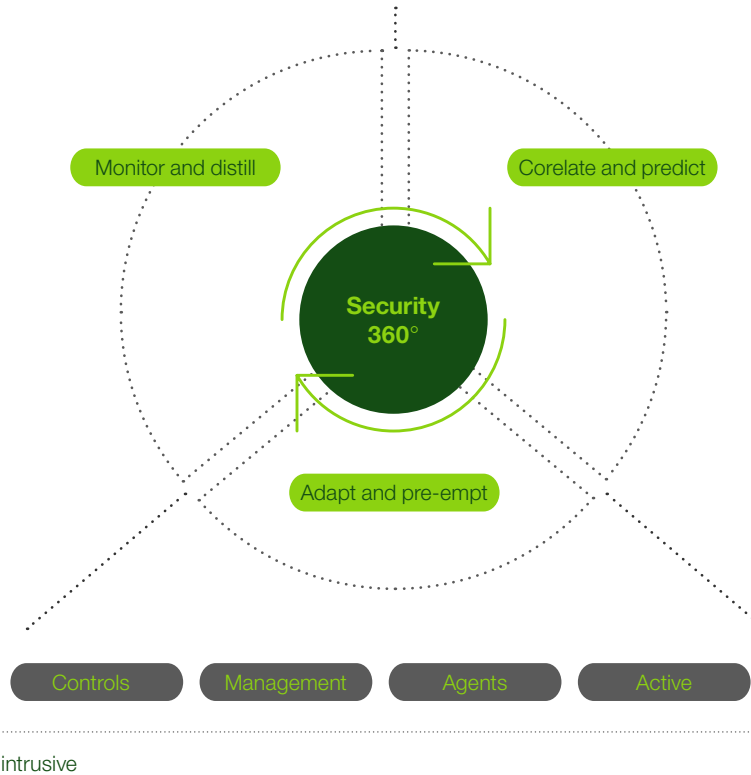 Monitor and distill
Corelate and predict
Security
360°
Adapt and pre-empt
Controls
Management
Agents
Active
intrusive